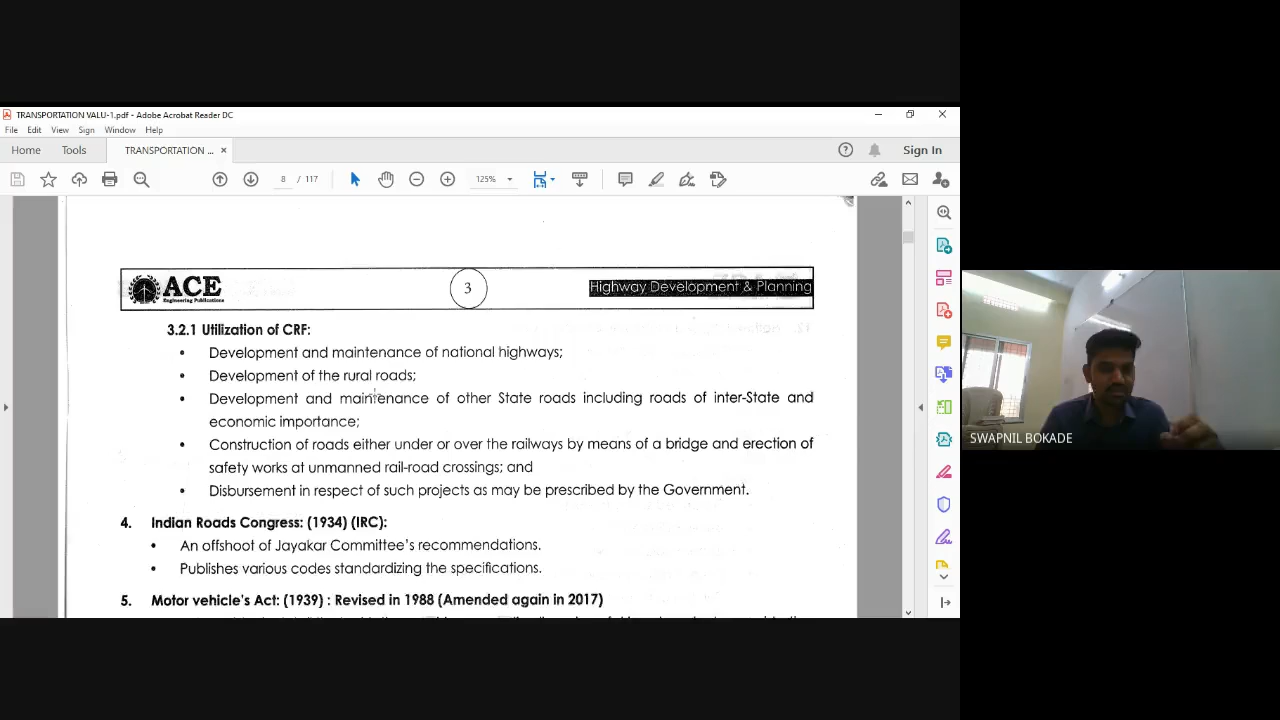 TRANSPORTATION VALU-1.pdf - Adobe Acrobat Reader DC
File Edit View Sign Window Help
Home Tools TRANSPORTATION ... × Sign In
8 / 117 125%
ACE
Engineering Publications
3
Highway Development & Planning
3.2.1 Utilization of CRF:
• Development and maintenance of national highways;
• Development of the rural roads;
• Development and maintenance of other State roads including roads of inter-State and
economic importance;
• Construction of roads either under or over the railways by means of a bridge and erection of
safety works at unmanned rail-road crossings; and
• Disbursement in respect of such projects as may be prescribed by the Government.
4. Indian Roads Congress: (1934) (IRC):
• An offshoot of Jayakar Committee's recommendations.
• Publishes various codes standardizing the specifications.
5. Motor vehicle's Act: (1939) : Revised in 1988 (Amended again in 2017)
SWAPNIL BOKADE